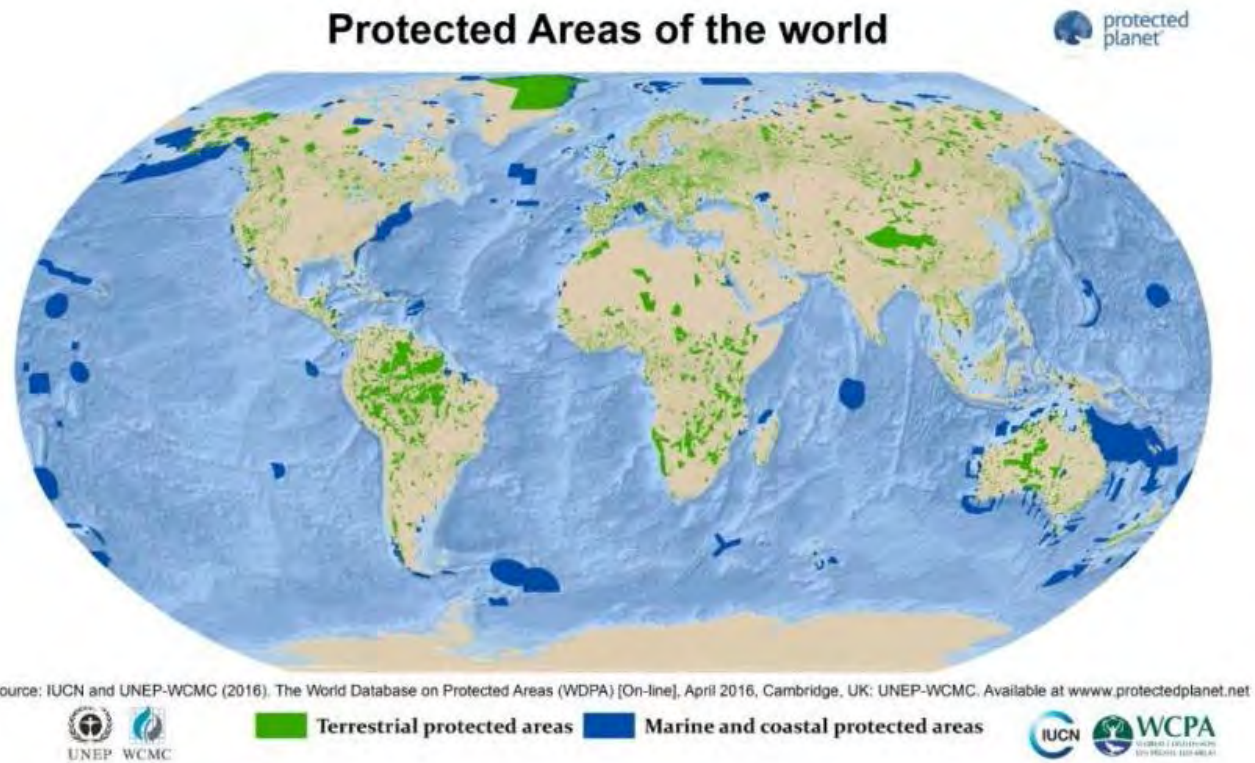 Protected Areas of the world
protected
planet
ource: IUCN and UNEP-WCMC (2016). The World Database on Protected Areas (WDPA) [On-line], April 2016, Cambridge, UK: UNEP-WCMC. Available at wwww.protectedplanet.net
UNEP WCMC
Terrestrial protected areas
Marine and coastal protected areas
IUCN
WCPA